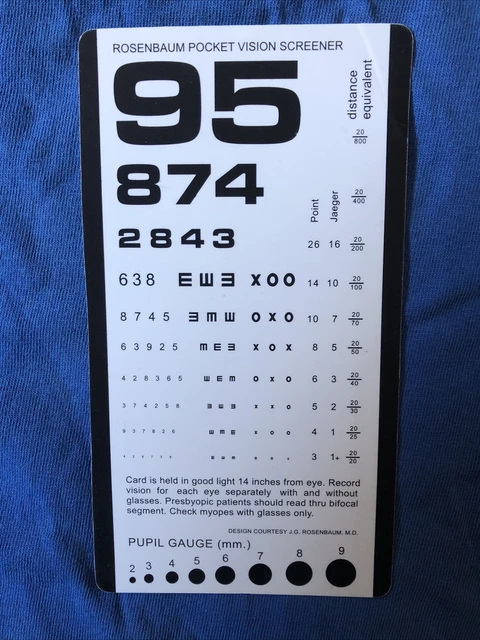 ROSENBAUM POCKET VISION SCREENER
distance equivalent
95 20/800
874 20/400
Point Jaeger
2843 26 16 20/200
638 E Ш Ǝ X O O 14 10 20/100
8745 Ǝ M Ш O X O 10 7 20/70
63925 M E Ǝ X O X 8 5 20/50
428365 Ш E M O X O 6 3 20/40
374258 Ǝ Ш Ǝ X X O 5 2 20/30
937826 Ш M E X O O 4 1 20/25
3 1+ 20/20
Card is held in good light 14 inches from eye. Record
vision for each eye separately with and without
glasses. Presbyopic patients should read thru bifocal
segment. Check myopes with glasses only.
DESIGN COURTESY J.G. ROSENBAUM, M.D.
PUPIL GAUGE (mm.)
2 3 4 5 6 7 8 9